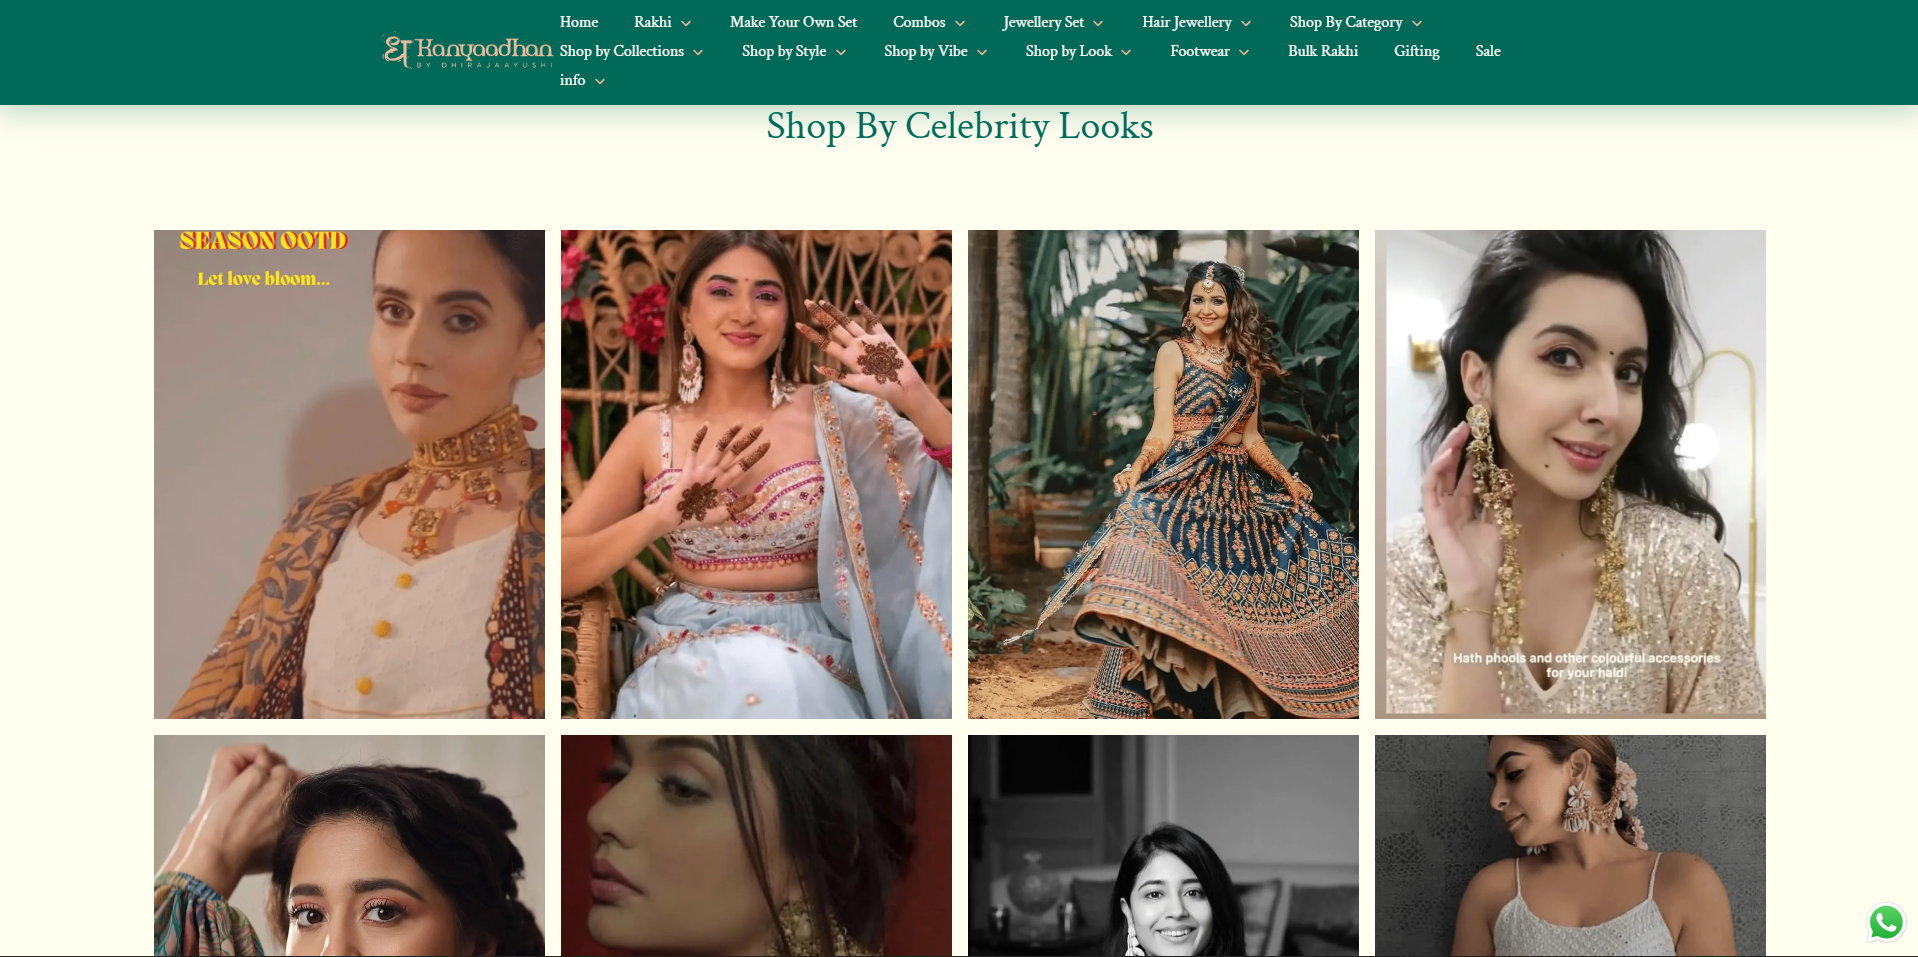 Home Rakhi Make Your Own Set Combos Jewellery Set Hair Jewellery Shop By Category
Kanyaadhan
BY DHIRAJAAYUSHI
Shop by Collections Shop by Style Shop by Vibe Shop by Look Footwear Bulk Rakhi Gifting Sale
info
Shop By Celebrity Looks
SEASON OOTD
Let love bloom...
Hath phools and other colourful accessories
for your haldi